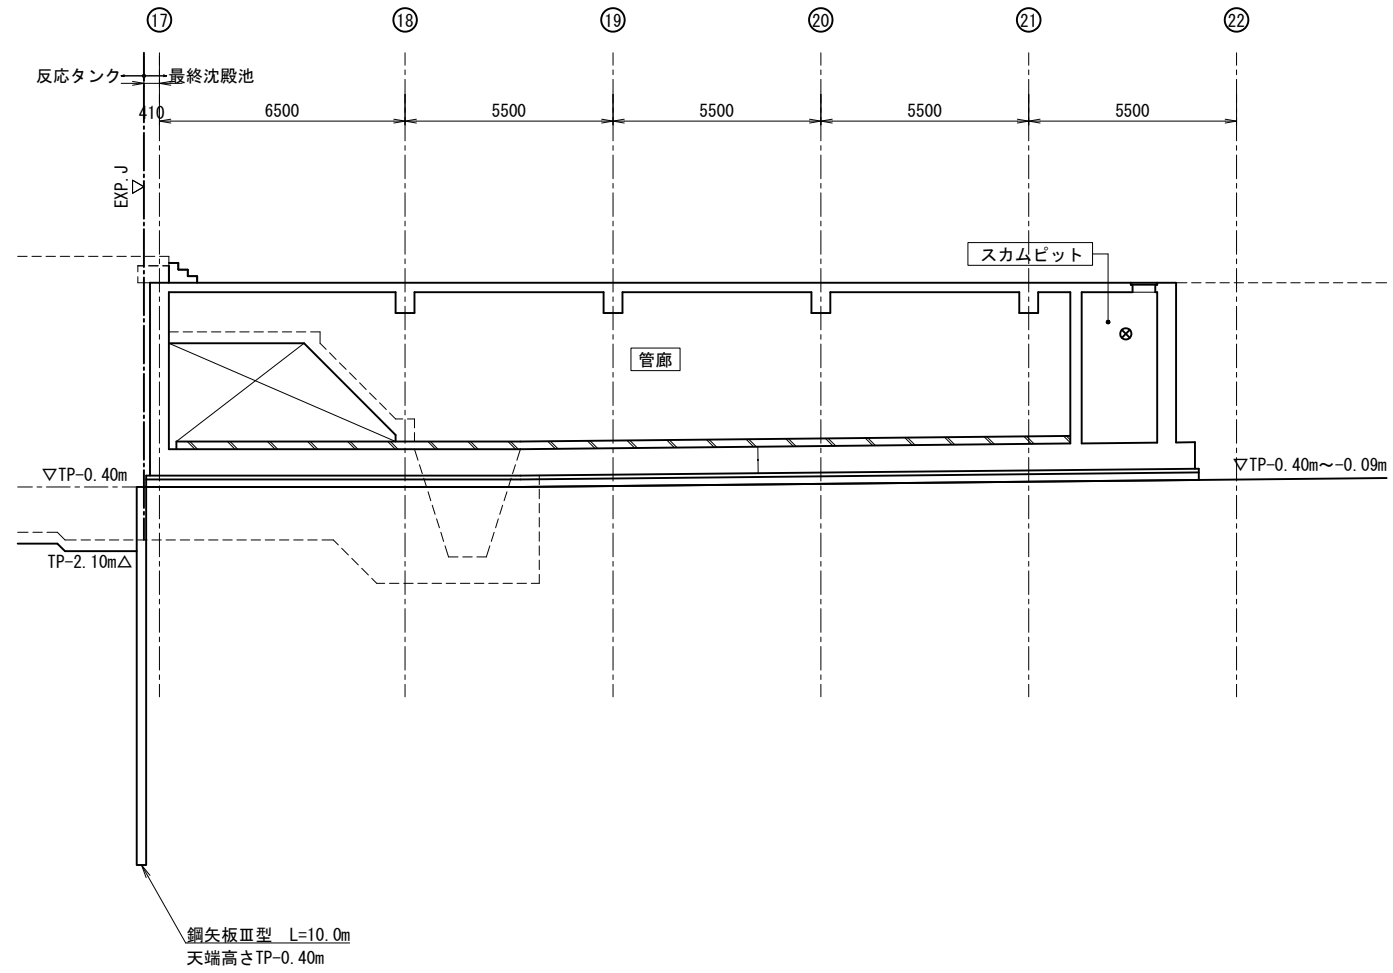 ⑰ ⑱ ⑲ ⑳ ㉑ ㉒
反応タンク 最終沈殿池
410 6500 5500 5500 5500 5500
EXP.J
スカムピット
管廊
▽TP-0.40m ▽TP-0.40m～-0.09m
TP-2.10m△
鋼矢板Ⅲ型 L=10.0m
天端高さTP-0.40m